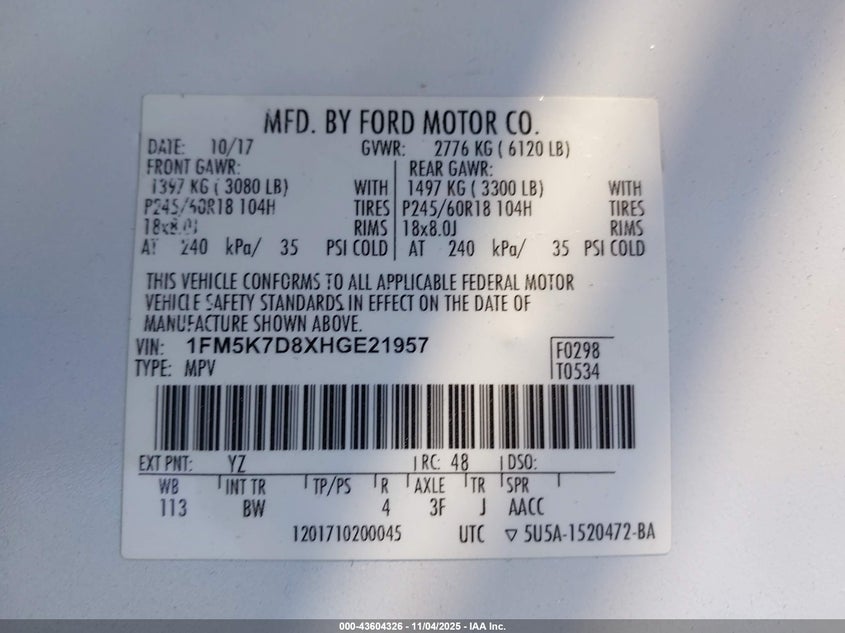 MFD. BY FORD MOTOR CO.
DATE: 10/17 GVWR: 2776 KG ( 6120 LB)
FRONT GAWR: REAR GAWR:
1397 KG ( 3080 LB) WITH 1497 KG ( 3300 LB) WITH
P245/60R18 104H TIRES P245/60R18 104H TIRES
18x8.0J RIMS 18x8.0J RIMS
AT 240 kPa/ 35 PSI COLD AT 240 kPa/ 35 PSI COLD
THIS VEHICLE CONFORMS TO ALL APPLICABLE FEDERAL MOTOR
VEHICLE SAFETY STANDARDS IN EFFECT ON THE DATE OF
MANUFACTURE SHOWN ABOVE.
VIN: 1FM5K7D8XHGE21957
F0298
TYPE: MPV T0534
EXT PNT: YZ RC: 48 DSO:
WB INT TR TP/PS R AXLE TR SPR
113 BW 4 3F J AACC
1201710200045 UTC ▽ 5U5A-1520472-BA
000-43604326 - 11/04/2025 - IAA Inc.